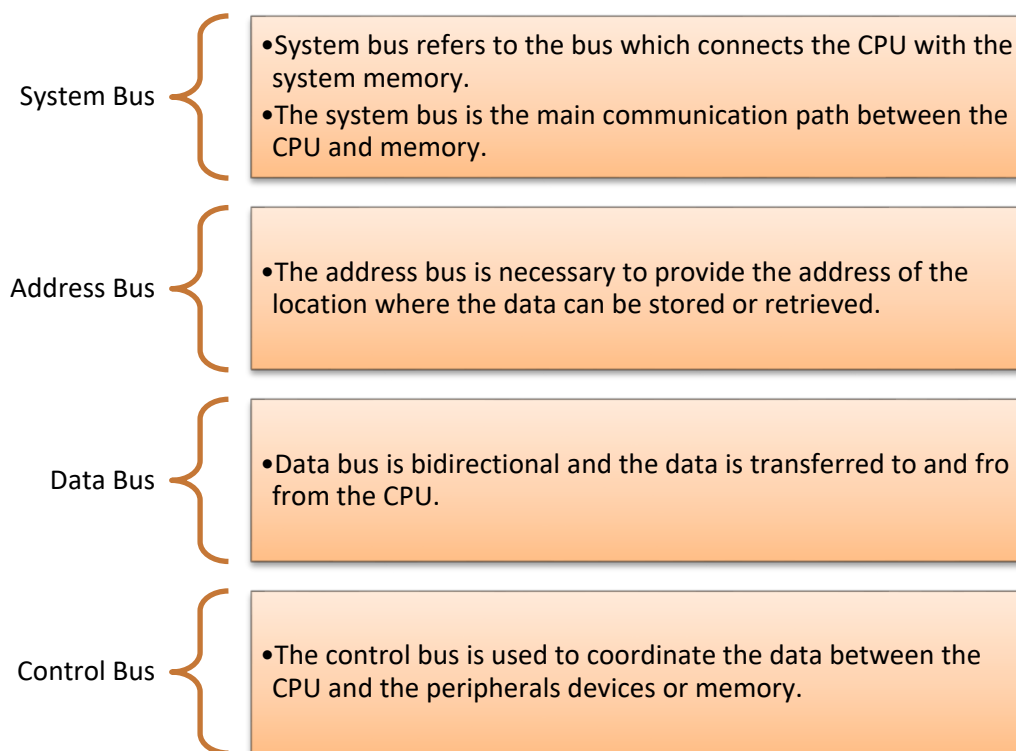 System Bus
•System bus refers to the bus which connects the CPU with the
system memory.
•The system bus is the main communication path between the
CPU and memory.
Address Bus
•The address bus is necessary to provide the address of the
location where the data can be stored or retrieved.
Data Bus
•Data bus is bidirectional and the data is transferred to and fro
from the CPU.
Control Bus
•The control bus is used to coordinate the data between the
CPU and the peripherals devices or memory.